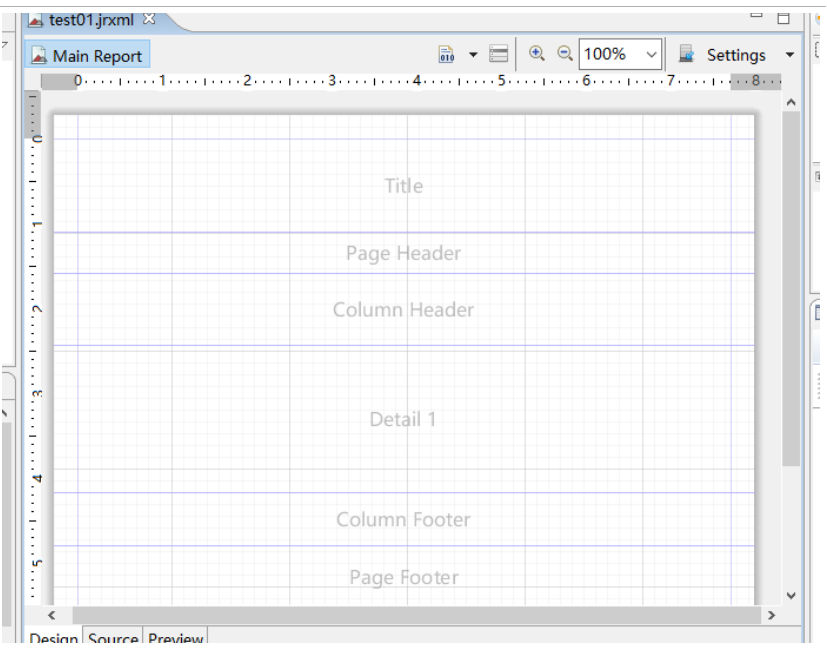 test01.jrxml
Main Report
100%
Settings
0 1 2 3 4 5 6 7 8
0
Title
1
Page Header
2
Column Header
3
Detail 1
4
Column Footer
5
Page Footer
Design Source Preview